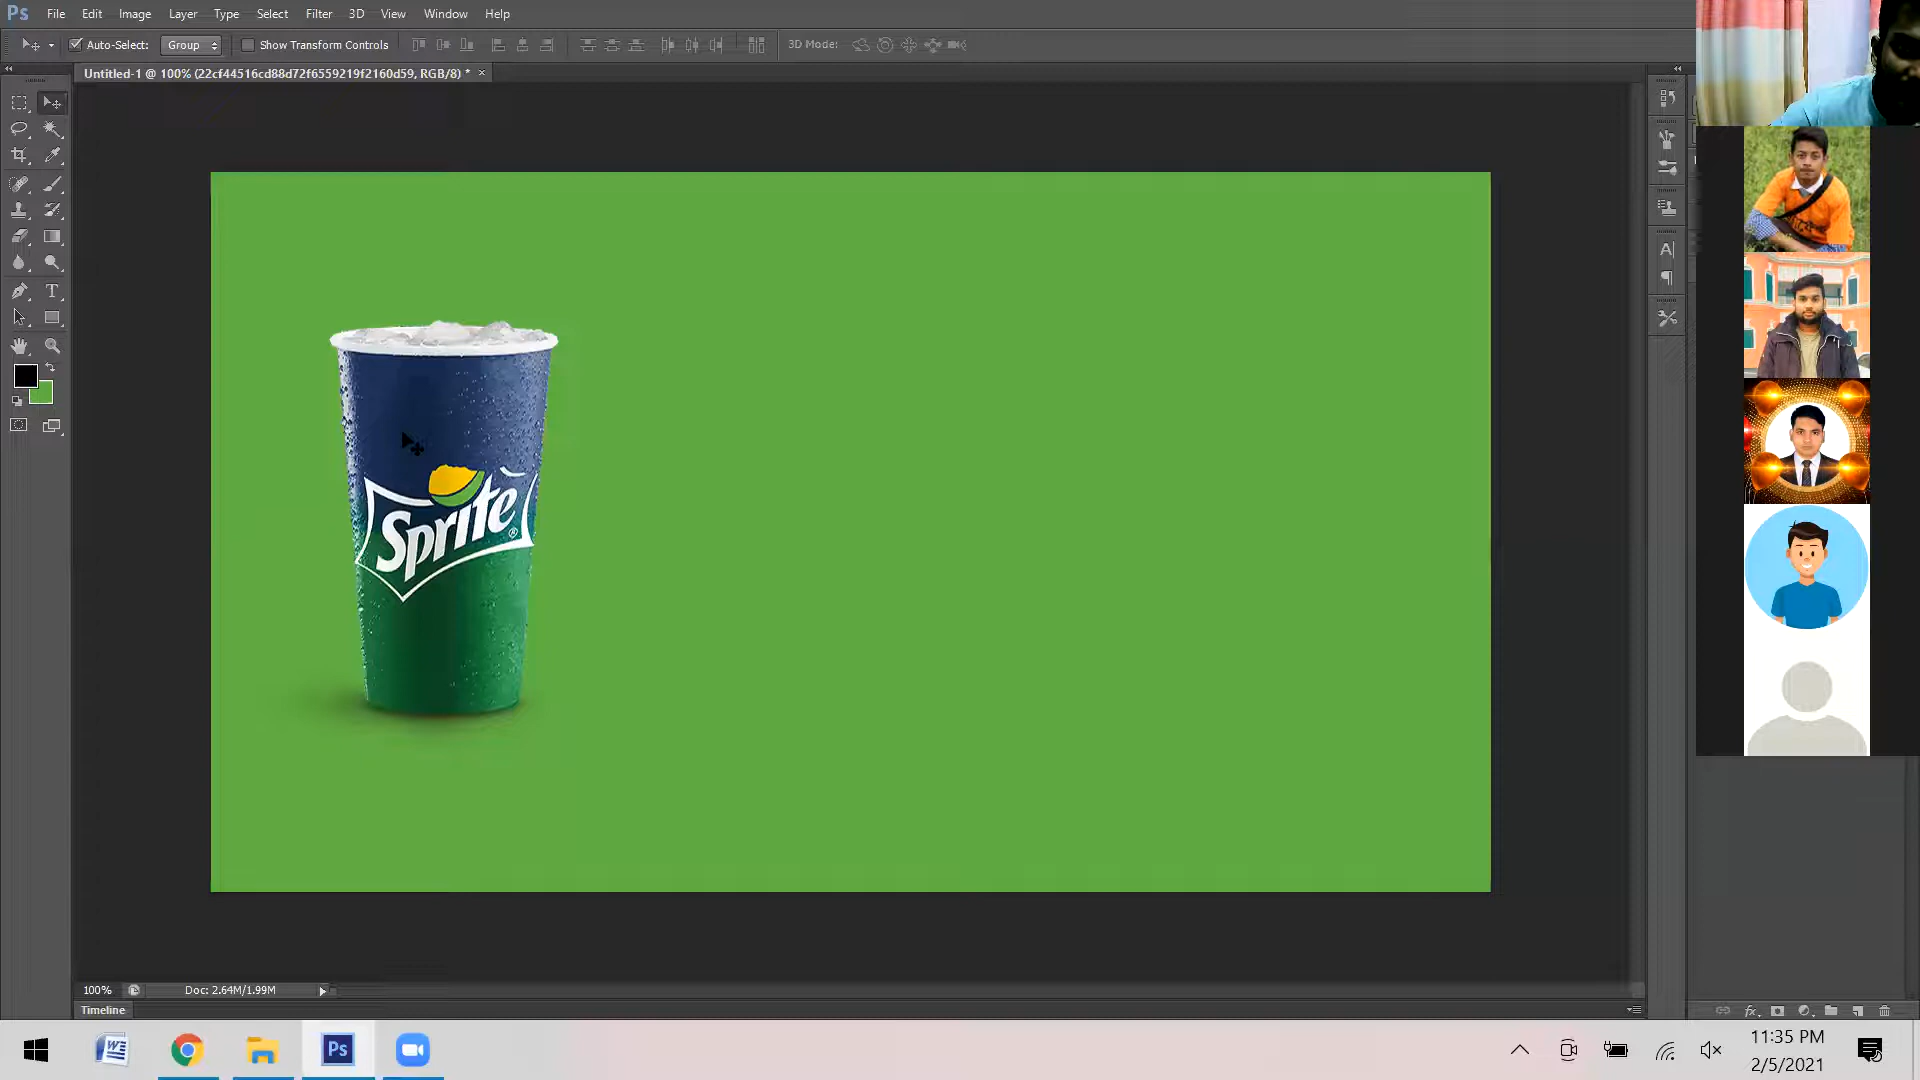 Ps File Edit Image Layer Type Select Filter 3D View Window Help
Auto-Select: Group Show Transform Controls 3D Mode:
Untitled-1 @ 100% (22cf44516cd88d72f6559219f2160d59, RGB/8) * ×
Sprite
®
100% Doc: 2.64M/1.99M
Timeline
11:35 PM
2/5/2021